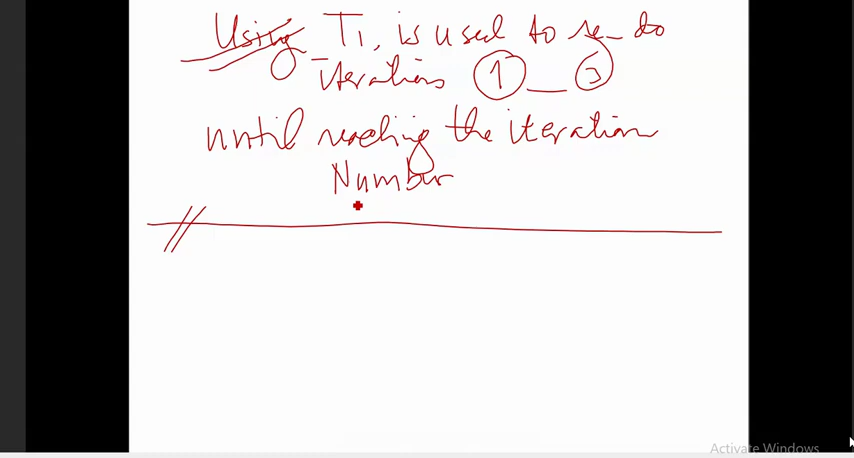 Using T1, is used to re-do
iterations 1 — 3
until reaching the iteration
Number
Activate Windows